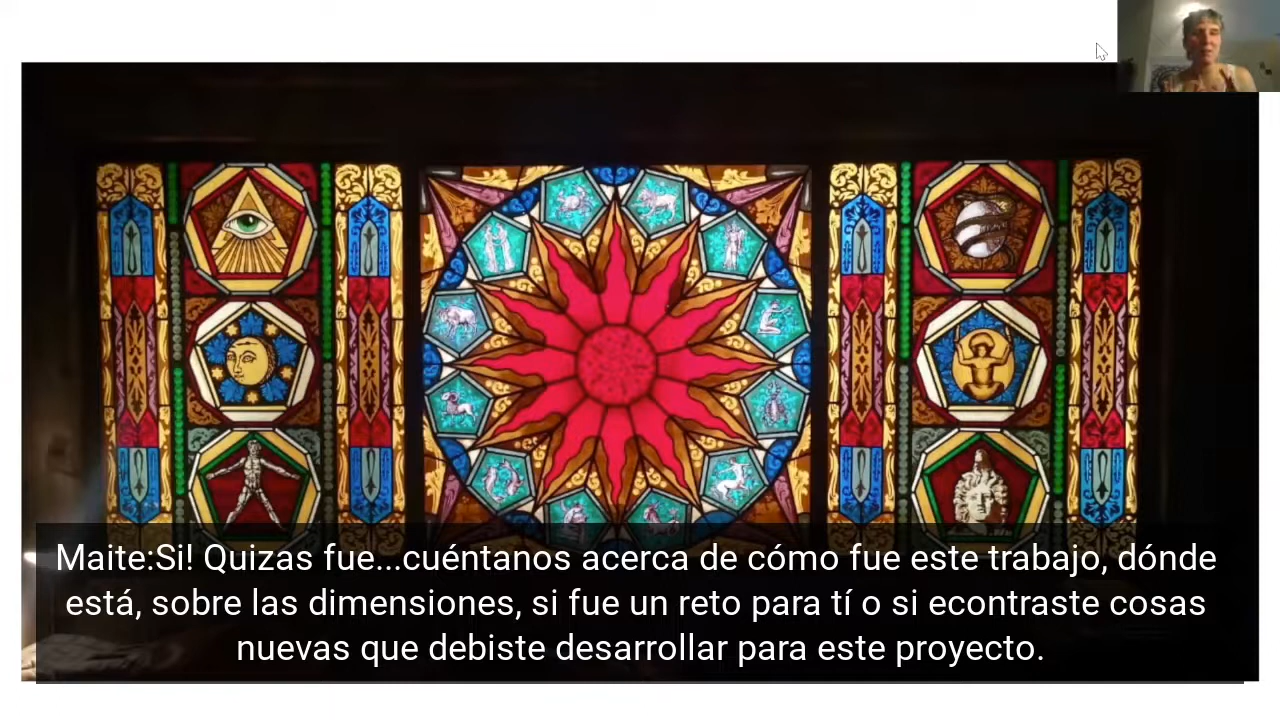 Maite:Si! Quizas fue...cuéntanos acerca de cómo fue este trabajo, dónde
está, sobre las dimensiones, si fue un reto para tí o si econtraste cosas
nuevas que debiste desarrollar para este proyecto.